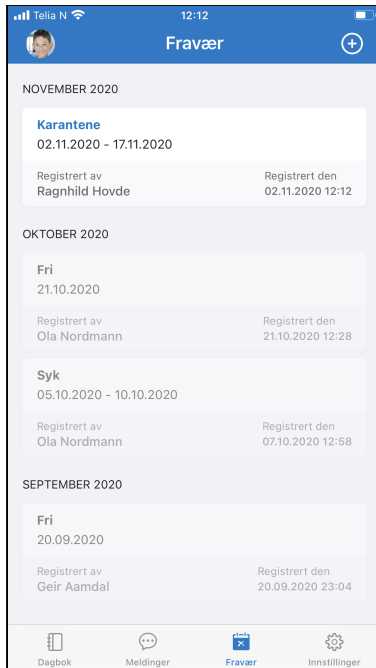 Telia N 12:12
Fravær
NOVEMBER 2020
Karantene
02.11.2020 - 17.11.2020
Registrert av Registrert den
Ragnhild Hovde 02.11.2020 12:12
OKTOBER 2020
Fri
21.10.2020
Registrert av Registrert den
Ola Nordmann 21.10.2020 12:28
Syk
05.10.2020 - 10.10.2020
Registrert av Registrert den
Ola Nordmann 07.10.2020 12:58
SEPTEMBER 2020
Fri
20.09.2020
Registrert av Registrert den
Geir Aamdal 20.09.2020 23:04
Dagbok Meldinger Fravær Innstillinger